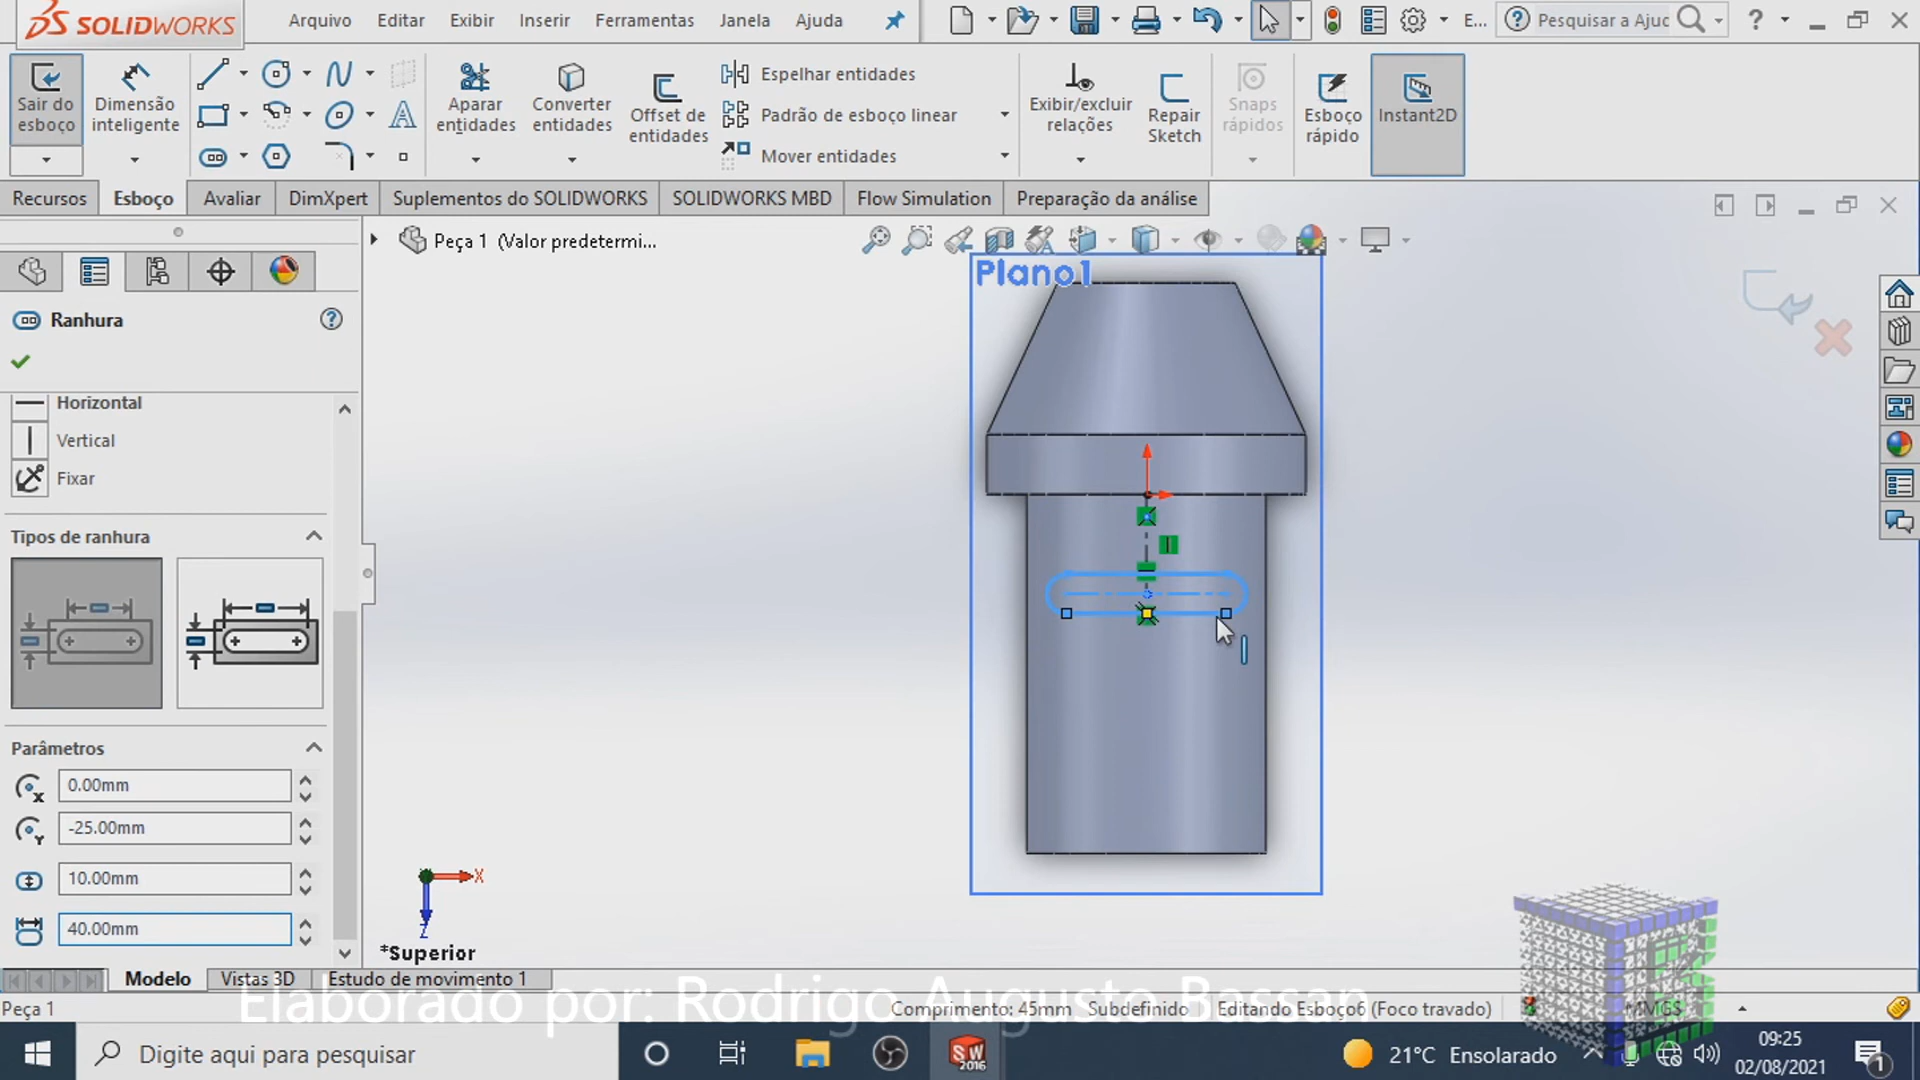 SOLIDWORKS
Arquivo Editar Exibir Inserir Ferramentas Janela Ajuda
E...
Pesquisar a Ajuc
Sair do esboço
Dimensão inteligente
Aparar entidades
Converter entidades
Offset de entidades
Espelhar entidades
Padrão de esboço linear
Mover entidades
Exibir/excluir relações
Repair Sketch
Snaps rápidos
Esboço rápido
Instant2D
Recursos Esboço Avaliar DimXpert Suplementos do SOLIDWORKS SOLIDWORKS MBD Flow Simulation Preparação da análise
Peça 1 (Valor predetermi...
Plano1
Ranhura
Horizontal
Vertical
Fixar
Tipos de ranhura
Parâmetros
0.00mm
-25.00mm
10.00mm
40.00mm
X
Z
*Superior
Modelo Vistas 3D Estudo de movimento 1
Elaborado por: Rodrigo Augusto Bassan
Peça 1
Comprimento: 45mm Subdefinido Editando Esboço6 (Foco travado)
MMGS
Digite aqui para pesquisar
SW
2016
21°C Ensolarado
09:25
02/08/2021
1